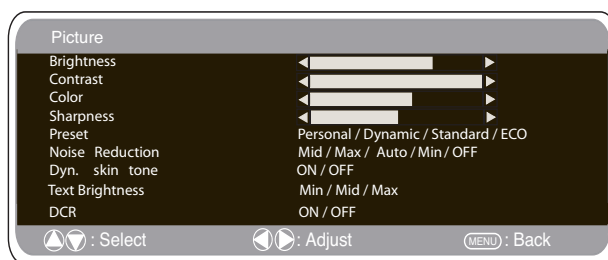 Picture
Brightness
Contrast
Color
Sharpness
Preset Personal / Dynamic / Standard / ECO
Noise Reduction Mid / Max / Auto / Min / OFF
Dyn. skin tone ON / OFF
Text Brightness Min / Mid / Max
DCR ON / OFF
: Select : Adjust MENU : Back